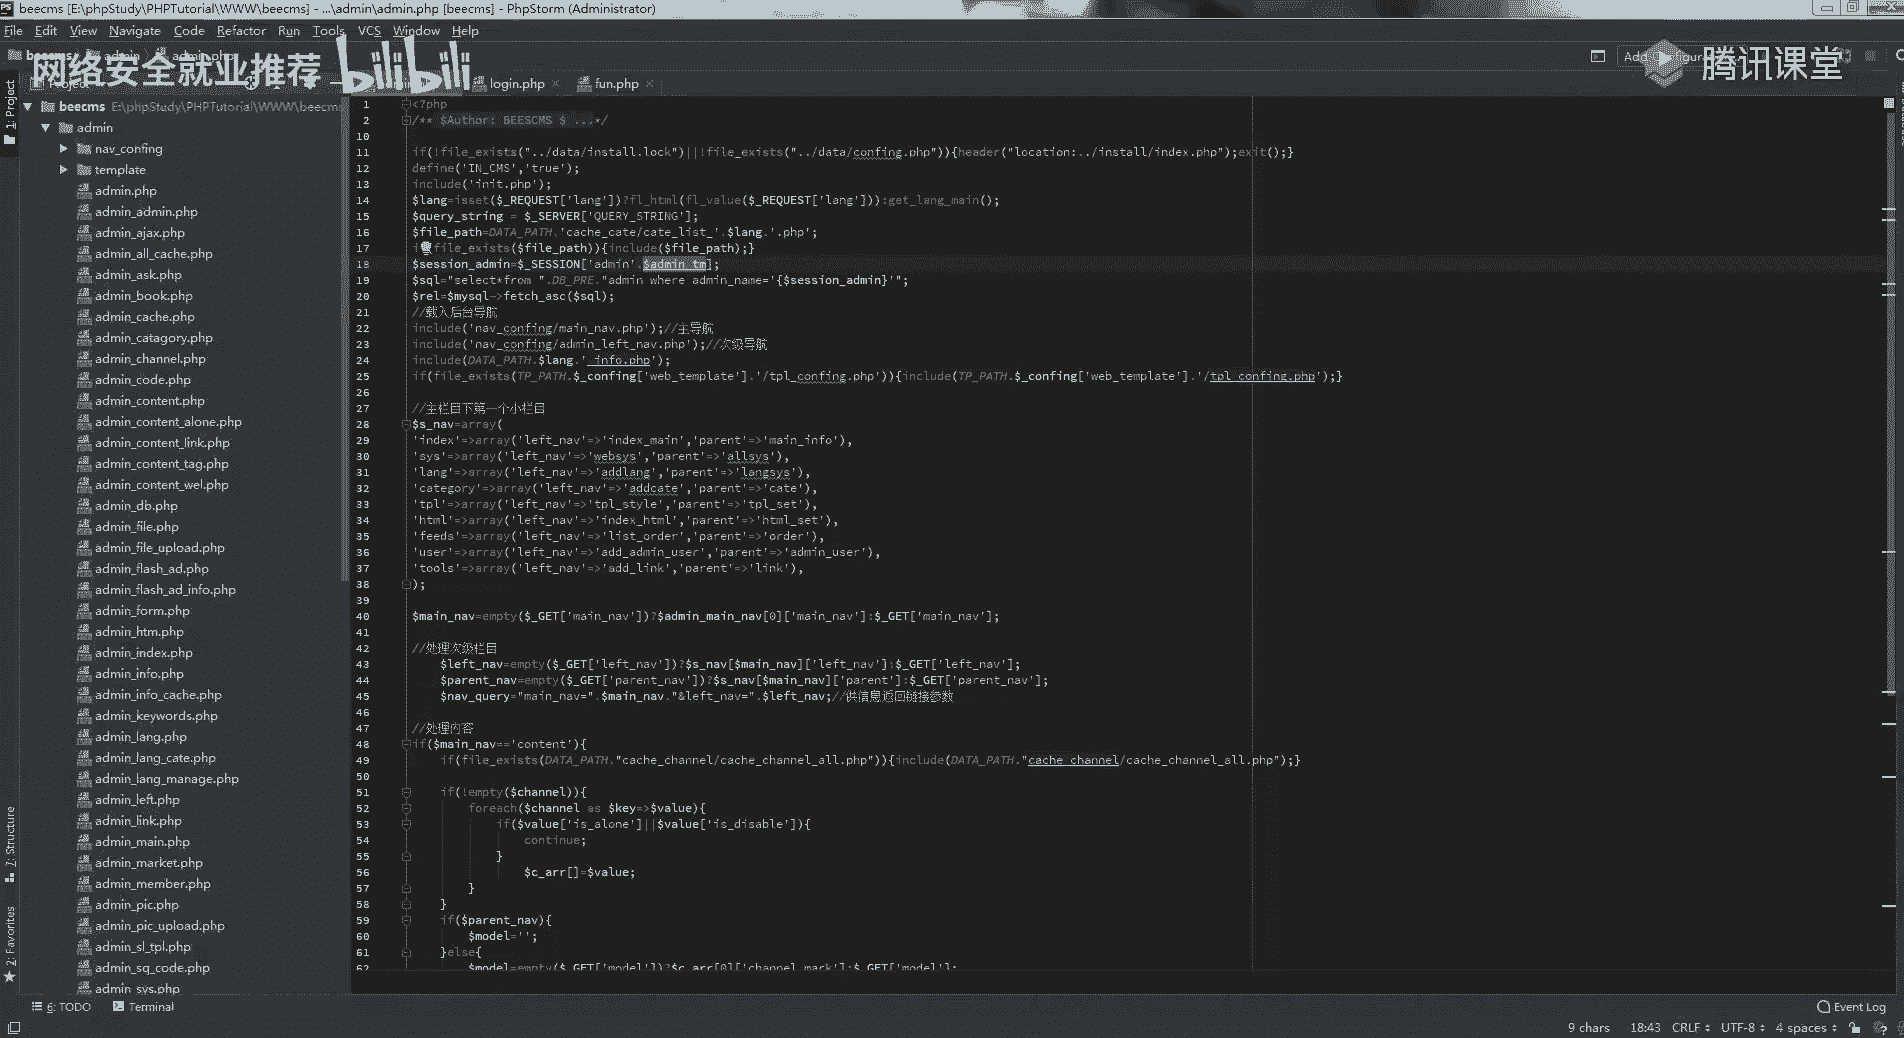 beecms [E:\phpStudy\PHPTutorial\WWW\beecms] - ...\admin\admin.php [beecms] - PhpStorm (Administrator)
File Edit View Navigate Code Refactor Run Tools VCS Window Help
网络安全就业推荐 bilibili
腾讯课堂
login.php
fun.php
1: Project
beecms E:\phpStudy\PHPTutorial\WWW\beecms
admin
nav_confing
template
admin.php
admin_admin.php
admin_ajax.php
admin_all_cache.php
admin_ask.php
admin_book.php
admin_cache.php
admin_catagory.php
admin_channel.php
admin_code.php
admin_content.php
admin_content_alone.php
admin_content_link.php
admin_content_tag.php
admin_content_wel.php
admin_db.php
admin_file.php
admin_file_upload.php
admin_flash_ad.php
admin_flash_ad_info.php
admin_form.php
admin_htm.php
admin_index.php
admin_info.php
admin_info_cache.php
admin_keywords.php
admin_lang.php
admin_lang_cate.php
admin_lang_manage.php
admin_left.php
admin_link.php
admin_main.php
admin_market.php
admin_member.php
admin_pic.php
admin_pic_upload.php
admin_sl_tpl.php
admin_sq_code.php
admin_sys.php
7: Structure
2: Favorites
1 <?php
2 /** $Author: BEESCMS $ ...*/
10
11 if(!file_exists("../data/install.lock")||!file_exists("../data/confing.php")){header("location:../install/index.php");exit();}
12 define('IN_CMS','true');
13 include('init.php');
14 $lang=isset($_REQUEST['lang'])?fl_html(fl_value($_REQUEST['lang'])):get_lang_main();
15 $query_string = $_SERVER['QUERY_STRING'];
16 $file_path=DATA_PATH.'cache_cate/cate_list_'.$lang.'.php';
17 i file_exists($file_path)){include($file_path);}
18 $session_admin=$_SESSION['admin'.$admin_tm];
19 $sql="select*from ".DB_PRE."admin where admin_name='{$session_admin}'";
20 $rel=$mysql->fetch_asc($sql);
21 //载入后台导航
22 include('nav_confing/main_nav.php');//主导航
23 include('nav_confing/admin_left_nav.php');//次级导航
24 include(DATA_PATH.$lang.'_info.php');
25 if(file_exists(TP_PATH.$_confing['web_template'].'/tpl_confing.php')){include(TP_PATH.$_confing['web_template'].'/tpl_confing.php');}
26
27 //主栏目下第一个小栏目
28 $s_nav=array(
29 'index'=>array('left_nav'=>'index_main','parent'=>'main_info'),
30 'sys'=>array('left_nav'=>'websys','parent'=>'allsys'),
31 'lang'=>array('left_nav'=>'addlang','parent'=>'langsys'),
32 'category'=>array('left_nav'=>'addcate','parent'=>'cate'),
33 'tpl'=>array('left_nav'=>'tpl_style','parent'=>'tpl_set'),
34 'html'=>array('left_nav'=>'index_html','parent'=>'html_set'),
35 'feeds'=>array('left_nav'=>'list_order','parent'=>'order'),
36 'user'=>array('left_nav'=>'add_admin_user','parent'=>'admin_user'),
37 'tools'=>array('left_nav'=>'add_link','parent'=>'link'),
38 );
39
40 $main_nav=empty($_GET['main_nav'])?$admin_main_nav[0]['main_nav']:$_GET['main_nav'];
41
42 //处理次级栏目
43 $left_nav=empty($_GET['left_nav'])?$s_nav[$main_nav]['left_nav']:$_GET['left_nav'];
44 $parent_nav=empty($_GET['parent_nav'])?$s_nav[$main_nav]['parent']:$_GET['parent_nav'];
45 $nav_query="main_nav=".$main_nav."&left_nav=".$left_nav;//供信息返回链接参数
46
47 //处理内容
48 if($main_nav=='content'){
49 if(file_exists(DATA_PATH."cache_channel/cache_channel_all.php")){include(DATA_PATH."cache_channel/cache_channel_all.php");}
50
51 if(!empty($channel)){
52 foreach($channel as $key=>$value){
53 if($value['is_alone']||$value['is_disable']){
54 continue;
55 }
56 $c_arr[]=$value;
57 }
58 }
59 if($parent_nav){
60 $model='';
61 }else{
62 $model=empty($_GET['model'])?$c_arr[0]['channel_mark']:$_GET['model'];
6: TODO Terminal Event Log
9 chars 18:43 CRLF UTF-8 4 spaces